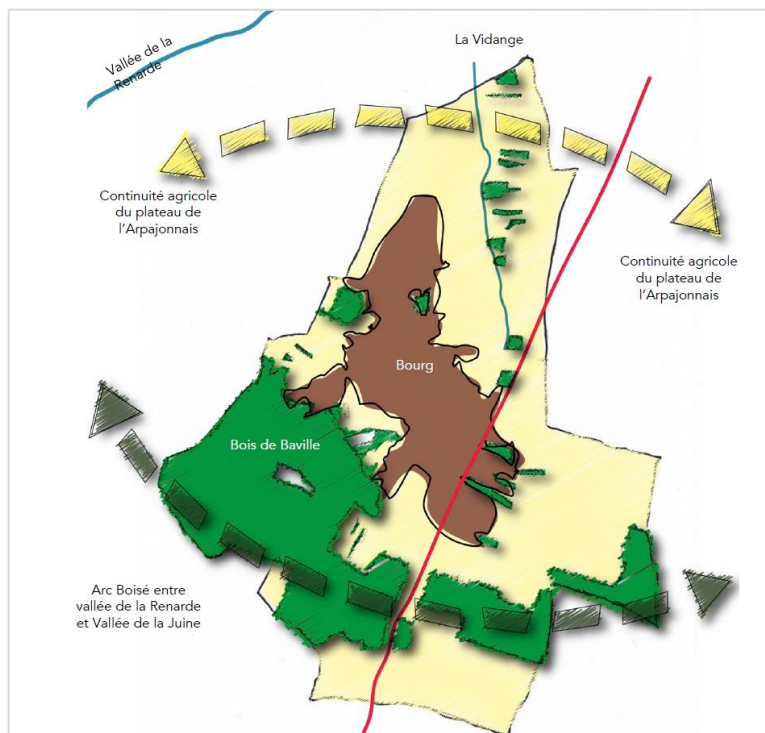 Vallée de la
Renarde
La Vidange
Continuité agricole
du plateau de
l'Arpajonnais
Continuité agricole
du plateau de
l'Arpajonnais
Bourg
Bois de Baville
Arc Boisé entre
vallée de la Renarde
et Vallée de la Juine